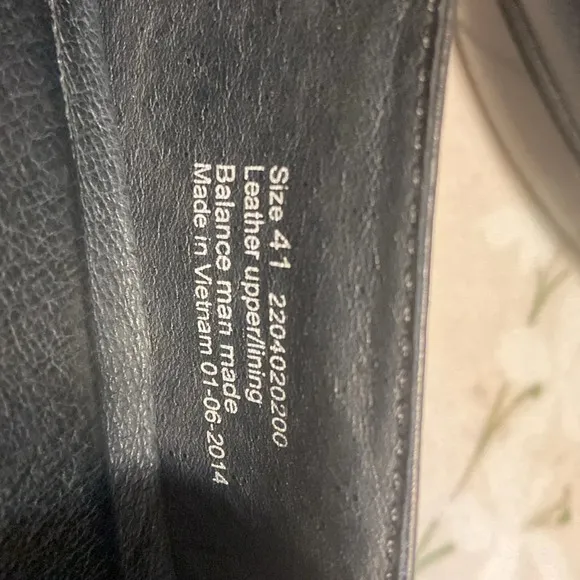 Size 41 2204020200
Leather upper/lining
Balance man made
Made in Vietnam 01-06-2014